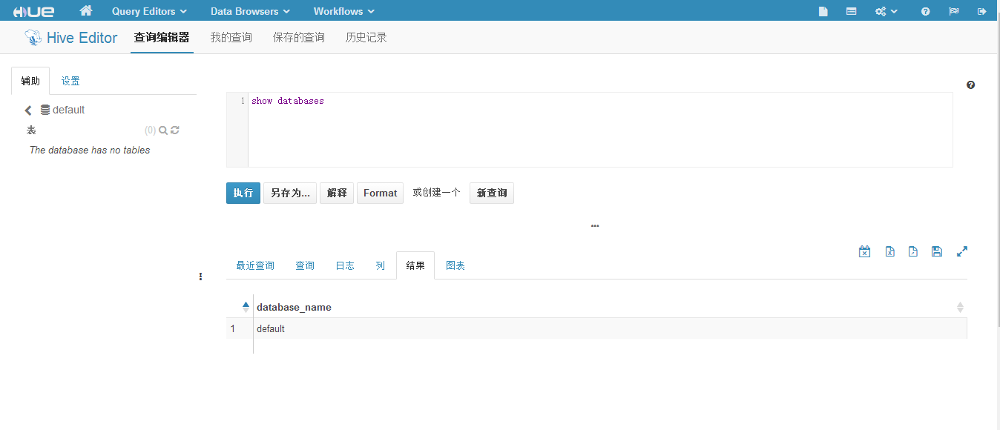 HUE Query Editors Data Browsers Workflows
Hive Editor 查询编辑器 我的查询 保存的查询 历史记录
辅助 设置
default
表 (0)
The database has no tables
1 show databases
执行 另存为... 解释 Format 或创建一个 新查询
最近查询 查询 日志 列 结果 图表
database_name
1 default